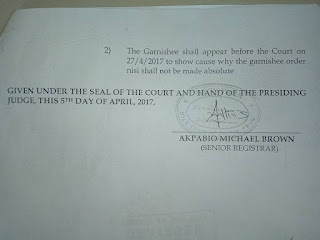 2) The Garnishee shall appear before the Court on
27/4/2017 to show cause why the garnishee order
rusi shall not be made absolute
GIVEN UNDER THE SEAL OF THE COURT AND HAND OF THE PRESIDING
JUDGE, THIS 5TH DAY OF APRIL, 2017.
AKPABIO MICHAEL BROWN
(SENIOR REGISTRAR)